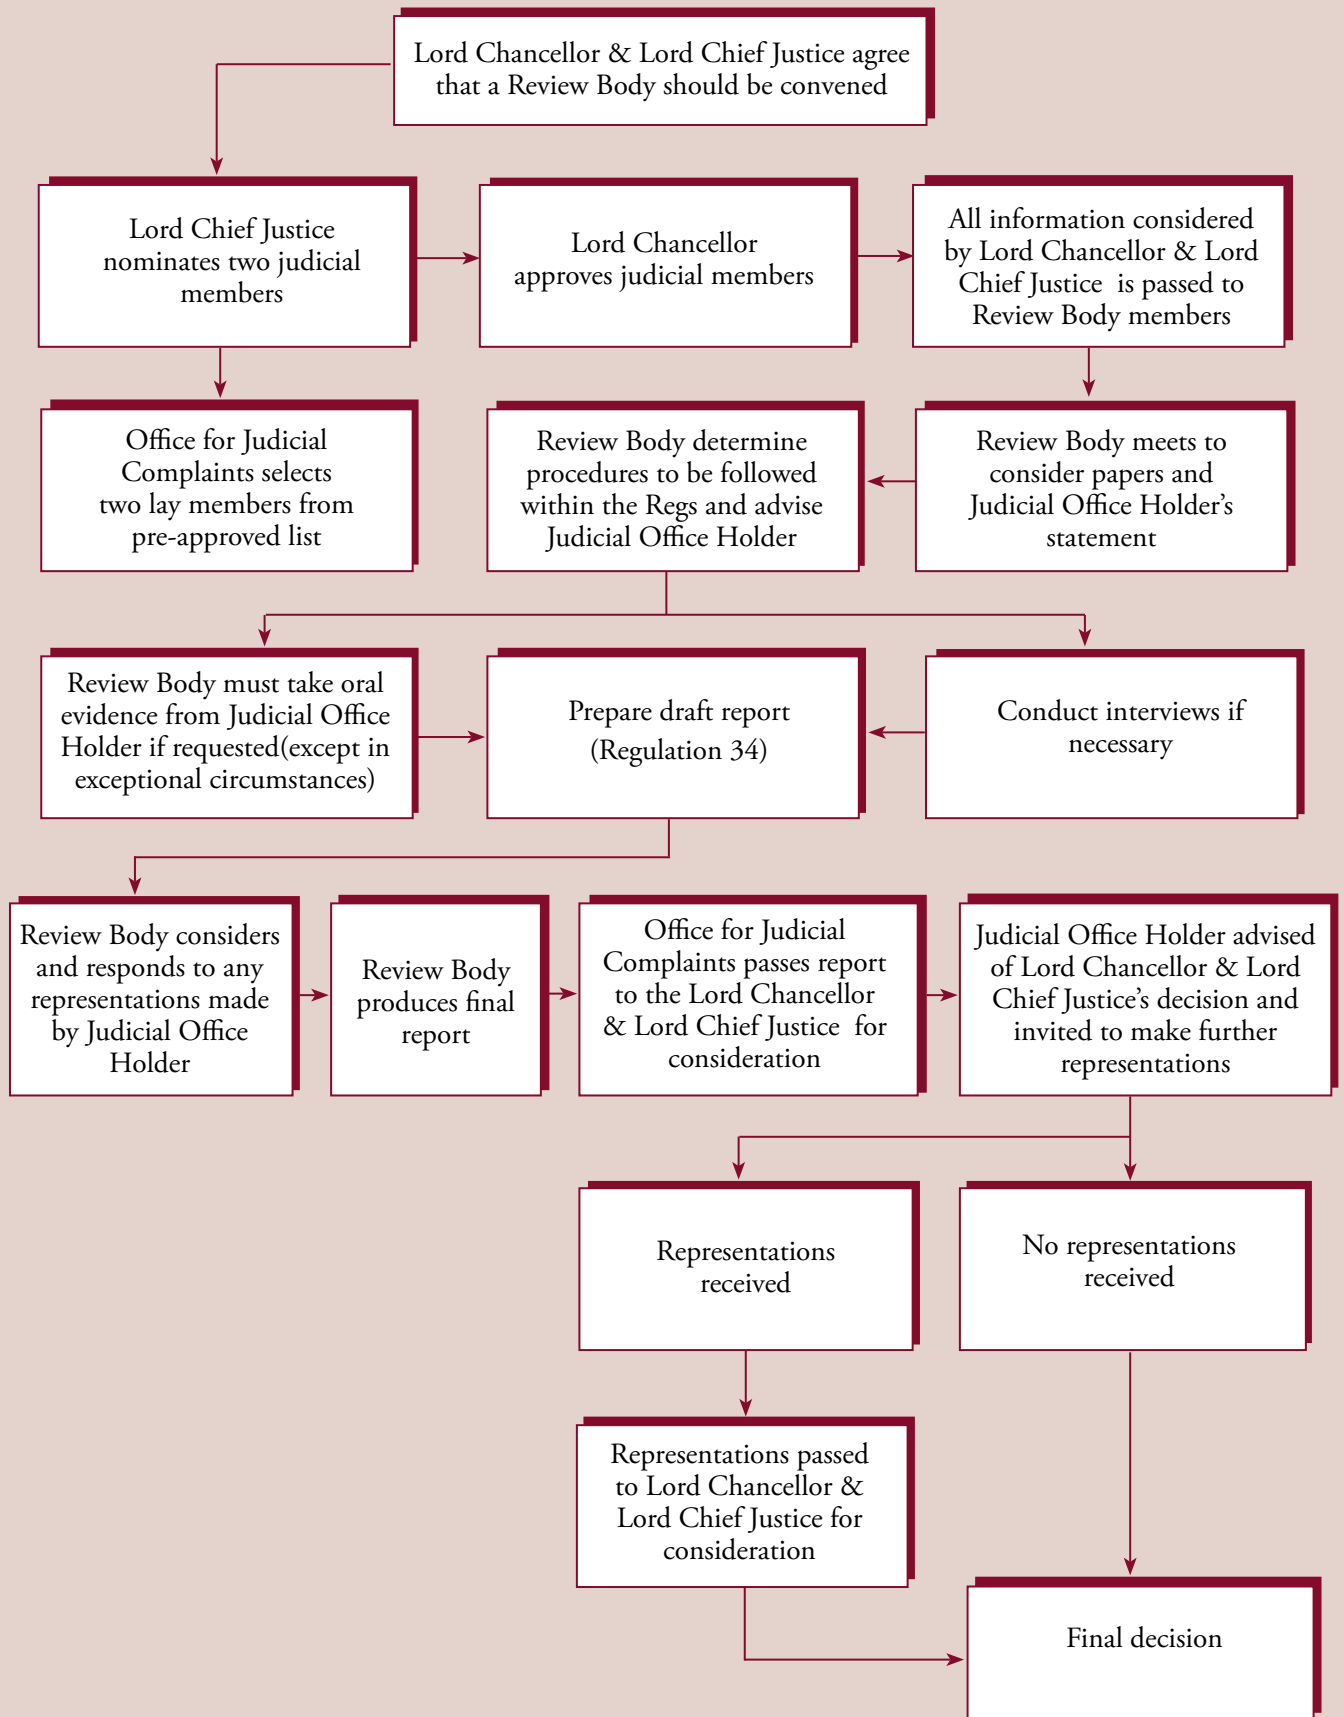 Lord Chancellor & Lord Chief Justice agree
that a Review Body should be convened
Lord Chief Justice
nominates two judicial
members
Lord Chancellor
approves judicial members
All information considered
by Lord Chancellor & Lord
Chief Justice is passed to
Review Body members
Office for Judicial
Complaints selects
two lay members from
pre-approved list
Review Body determine
procedures to be followed
within the Regs and advise
Judicial Office Holder
Review Body meets to
consider papers and
Judicial Office Holder’s
statement
Review Body must take oral
evidence from Judicial Office
Holder if requested(except in
exceptional circumstances)
Prepare draft report
(Regulation 34)
Conduct interviews if
necessary
Review Body considers
and responds to any
representations made
by Judicial Office
Holder
Review Body
produces final
report
Office for Judicial
Complaints passes report
to the Lord Chancellor
& Lord Chief Justice for
consideration
Judicial Office Holder advised
of Lord Chancellor & Lord
Chief Justice’s decision and
invited to make further
representations
Representations
received
No representations
received
Representations passed
to Lord Chancellor &
Lord Chief Justice for
consideration
Final decision